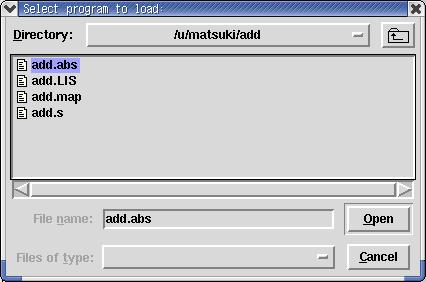 Select program to load:
Directory: /u/matsuki/add
add.abs
add.LIS
add.map
add.s
File name: add.abs Open
Files of type: Cancel